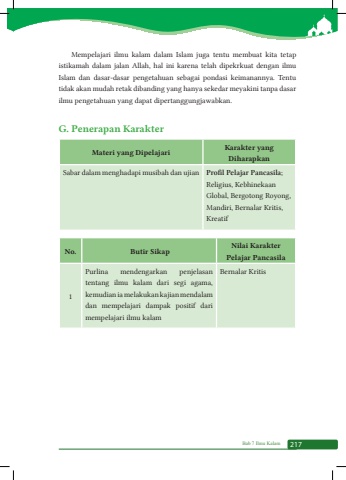 Mempelajari ilmu kalam dalam Islam juga tentu membuat kita tetap
istikamah dalam jalan Allah, hal ini karena telah dipekrkuat dengan ilmu
Islam dan dasar-dasar pengetahuan sebagai pondasi keimanannya. Tentu
tidak akan mudah retak dibanding yang hanya sekedar meyakini tanpa dasar
ilmu pengetahuan yang dapat dipertanggungjawabkan.
G. Penerapan Karakter
Materi yang Dipelajari
Karakter yang
Diharapkan
Sabar dalam menghadapi musibah dan ujian
Profil Pelajar Pancasila;
Religius, Kebhinekaan
Global, Bergotong Royong,
Mandiri, Bernalar Kritis,
Kreatif
No.
Butir Sikap
Nilai Karakter
Pelajar Pancasila
1
Purlina mendengarkan penjelasan
tentang ilmu kalam dari segi agama,
kemudian ia melakukan kajian mendalam
dan mempelajari dampak positif dari
mempelajari ilmu kalam
Bernalar Kritis
Bab 7 Ilmu Kalam
217